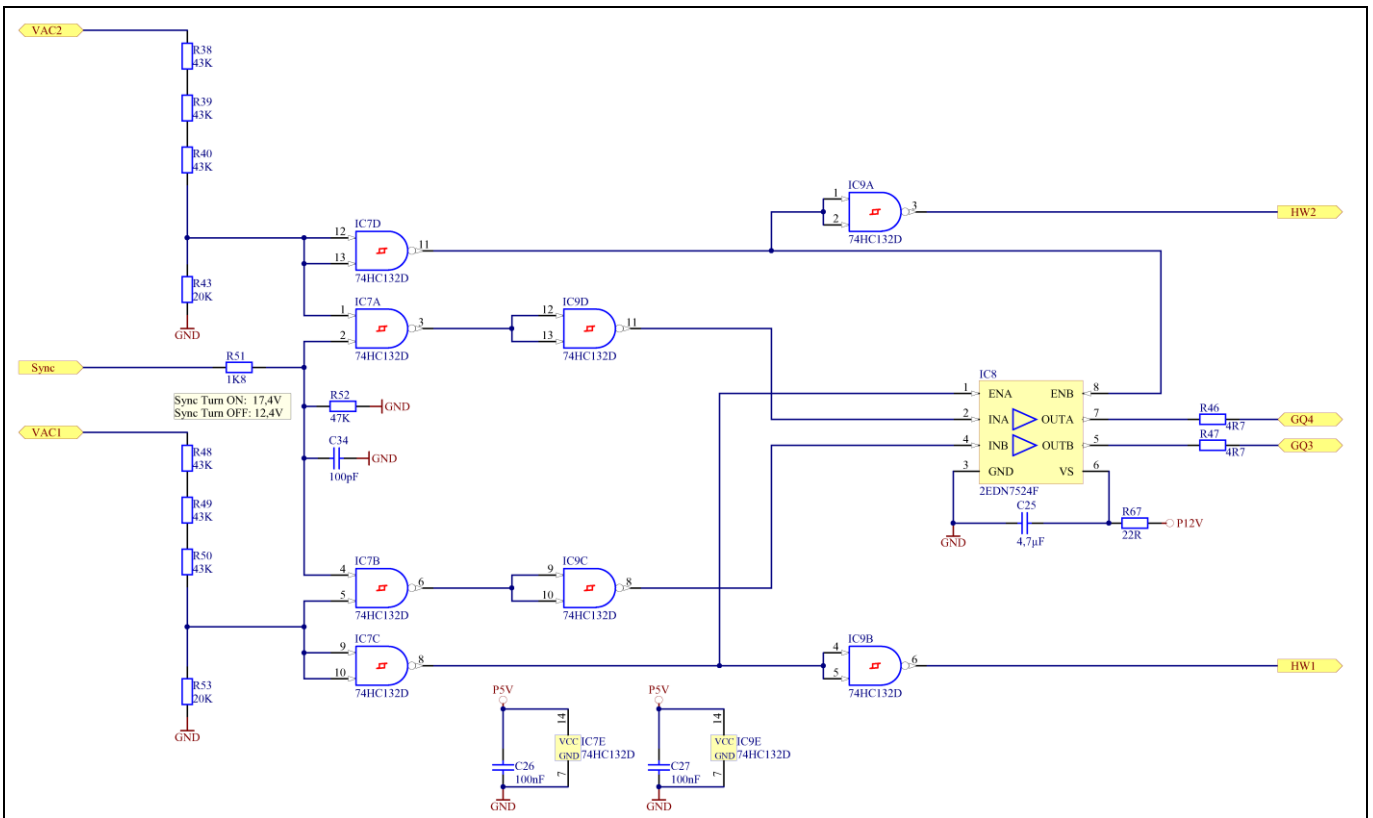 VAC2
R38
43K
R39
43K
R40
43K
R43
20K
GND
IC7D
12
13
11
74HC132D
IC7A
1
2
3
74HC132D
IC9D
12
13
11
74HC132D
IC9A
1
2
3
74HC132D
HW2
Sync
R51
1K8
Sync Turn ON: 17,4V
Sync Turn OFF: 12,4V
R52
47K
GND
C34
100pF
GND
VAC1
R48
43K
R49
43K
R50
43K
R53
20K
GND
IC7B
4
5
6
74HC132D
IC9C
9
10
8
74HC132D
IC7C
9
10
8
74HC132D
IC9B
4
5
6
74HC132D
HW1
IC8
1
ENA
ENB
8
2
INA
OUTA
7
4
INB
OUTB
5
3
GND
VS
6
2EDN7524F
R46
4R7
GQ4
R47
4R7
GQ3
C25
4,7µF
GND
R67
22R
P12V
P5V
14
VCC
GND
7
IC7E
74HC132D
C26
100nF
GND
P5V
14
VCC
GND
7
IC9E
74HC132D
C27
100nF
GND